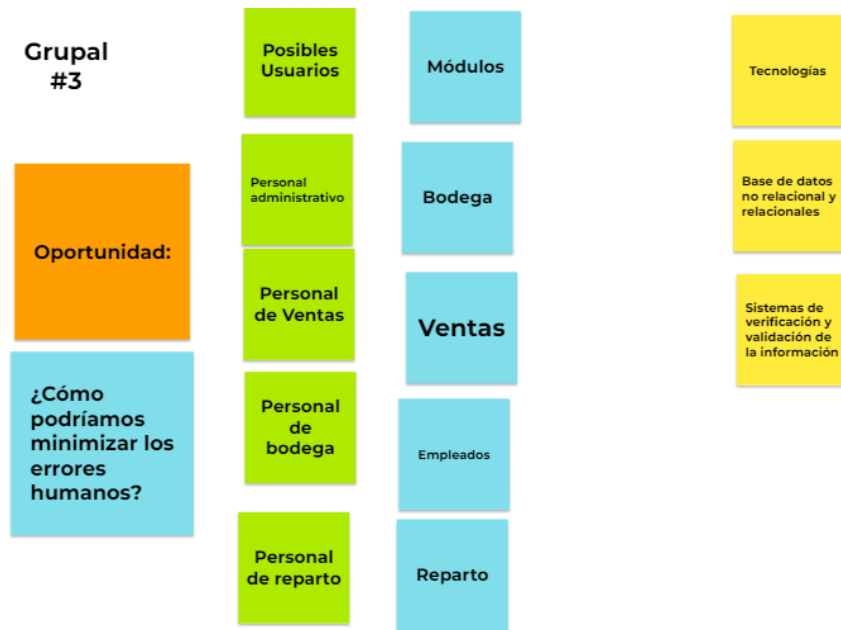 Grupal
#3
Oportunidad:
¿Cómo
podríamos
minimizar los
errores
humanos?
Posibles
Usuarios
Personal
administrativo
Personal
de Ventas
Personal
de
bodega
Personal
de reparto
Módulos
Bodega
Ventas
Empleados
Reparto
Tecnologías
Base de datos
no relacional y
relacionales
Sistemas de
verificación y
validación de
la información